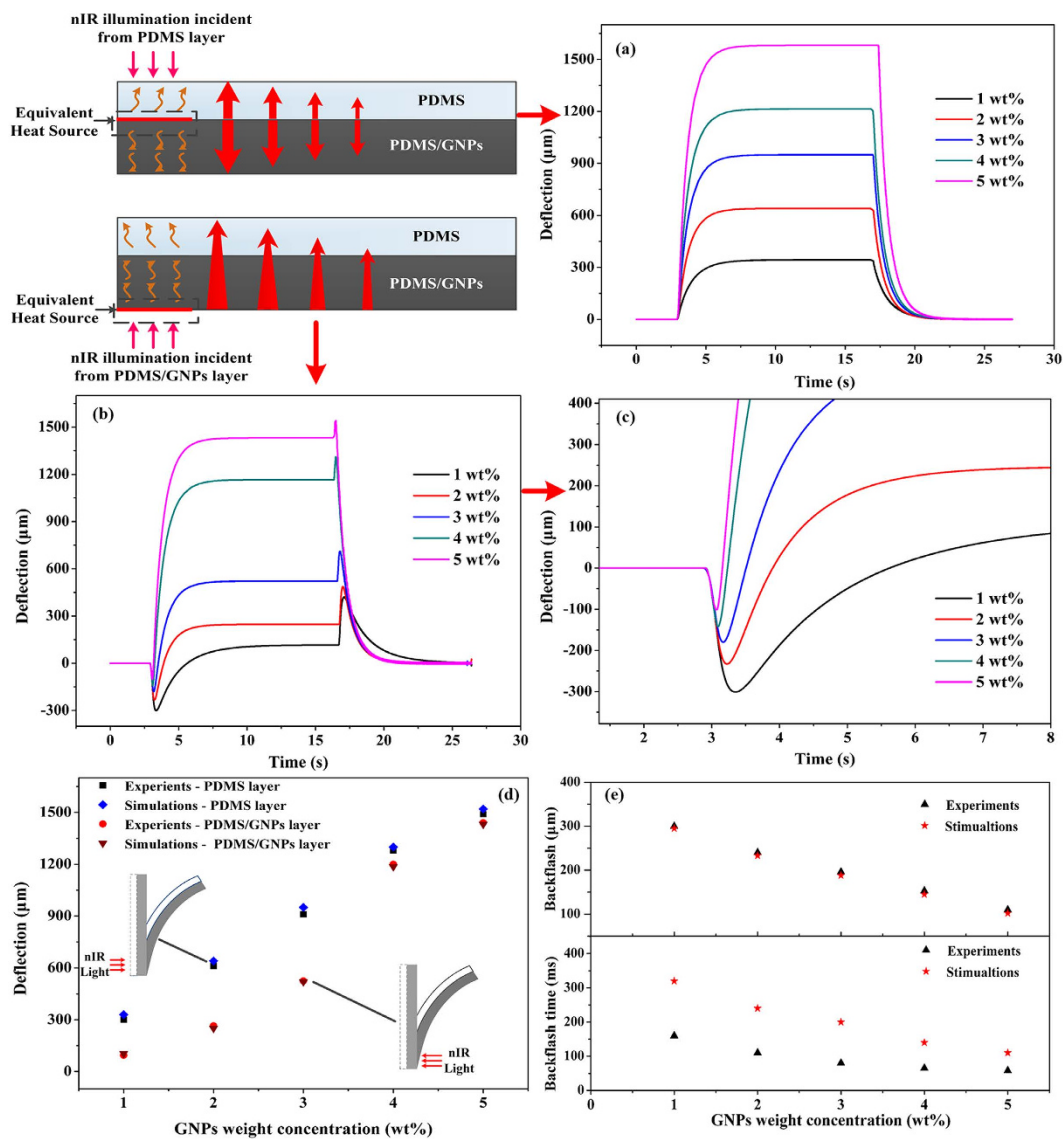 nIR illumination incident
from PDMS layer
Equivalent
Heat Source
PDMS
PDMS/GNPs
PDMS
PDMS/GNPs
Equivalent
Heat Source
nIR illumination incident
from PDMS/GNPs layer
(a)
Deflection (μm)
1500
1200
900
600
300
0
1 wt%
2 wt%
3 wt%
4 wt%
5 wt%
0 5 10 15 20 25 30
Time (s)
(b)
Deflection (μm)
1500
1200
900
600
300
0
-300
1 wt%
2 wt%
3 wt%
4 wt%
5 wt%
0 5 10 15 20 25 30
Time (s)
(c)
Deflection (μm)
400
300
200
100
0
-100
-200
-300
1 wt%
2 wt%
3 wt%
4 wt%
5 wt%
2 3 4 5 6 7 8
Time (s)
(d)
Experients - PDMS layer
Simulations - PDMS layer
Experients - PDMS/GNPs layer
Simulations - PDMS/GNPs layer
Deflection (μm)
1500
1200
900
600
300
0
nIR
Light
nIR
Light
1 2 3 4 5
GNPs weight concentration (wt%)
(e)
Backflash (μm)
400
300
200
100
Experiments
Stimualtions
Backflash time (ms)
400
300
200
100
0
Experiments
Stimualtions
0 1 2 3 4 5
GNPs weight concentration (wt%)